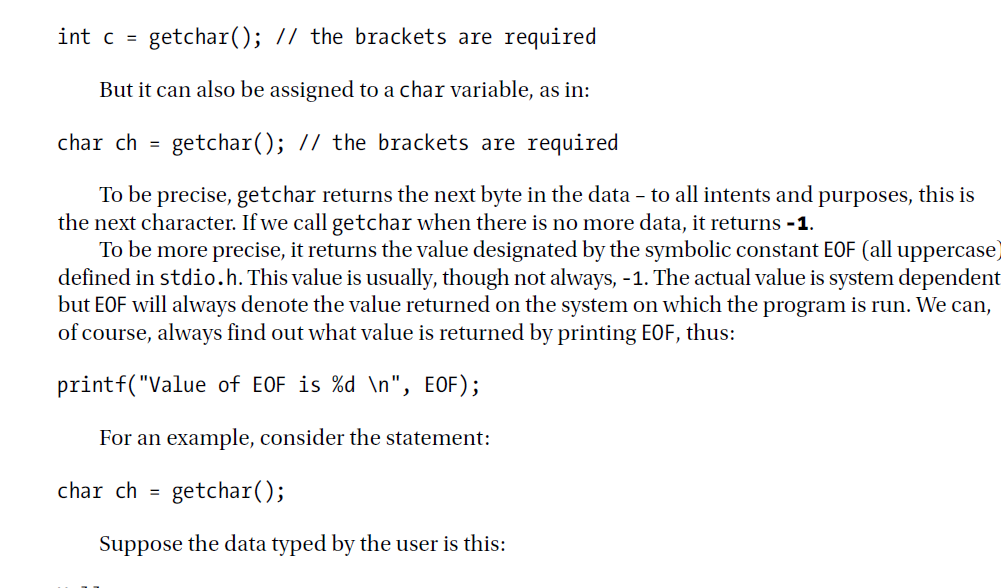 int c = getchar(); // the brackets are required
But it can also be assigned to a char variable, as in:
char ch = getchar(); // the brackets are required
To be precise, getchar returns the next byte in the data – to all intents and purposes, this is
the next character. If we call getchar when there is no more data, it returns -1.
To be more precise, it returns the value designated by the symbolic constant EOF (all uppercase)
defined in stdio.h. This value is usually, though not always, -1. The actual value is system dependent
but EOF will always denote the value returned on the system on which the program is run. We can,
of course, always find out what value is returned by printing EOF, thus:
printf("Value of EOF is %d \n", EOF);
For an example, consider the statement:
char ch = getchar();
Suppose the data typed by the user is this: